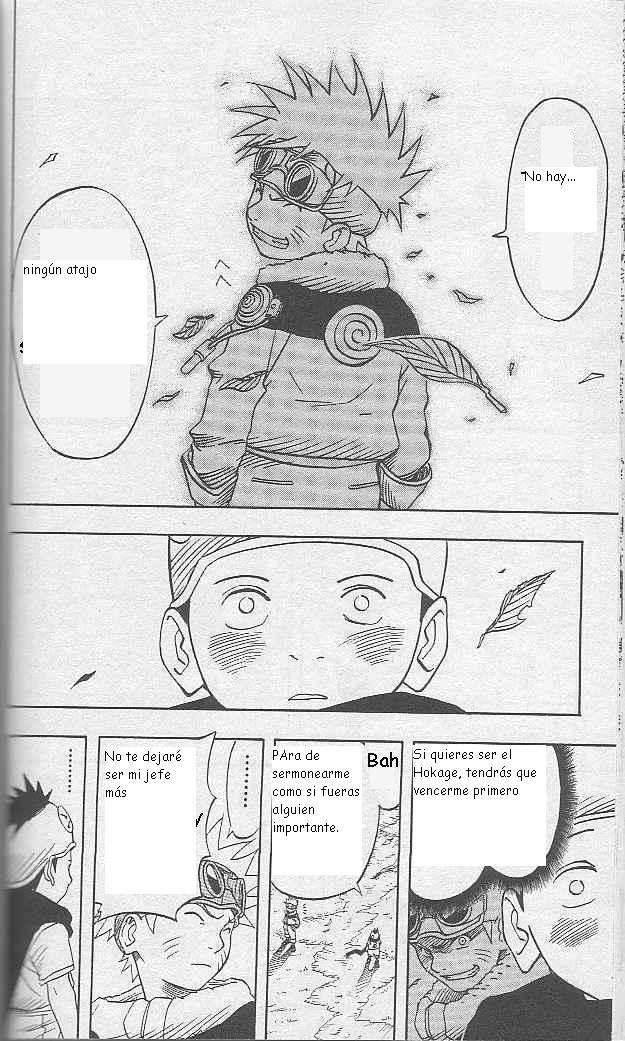 No hay...
ningún atajo
Si quieres ser el
Hokage, tendrás que
vencerme primero
Bah
PAra de
sermonearme
como si fueras
alguien
importante.
.........
No te dejaré
ser mi jefe
más
.........